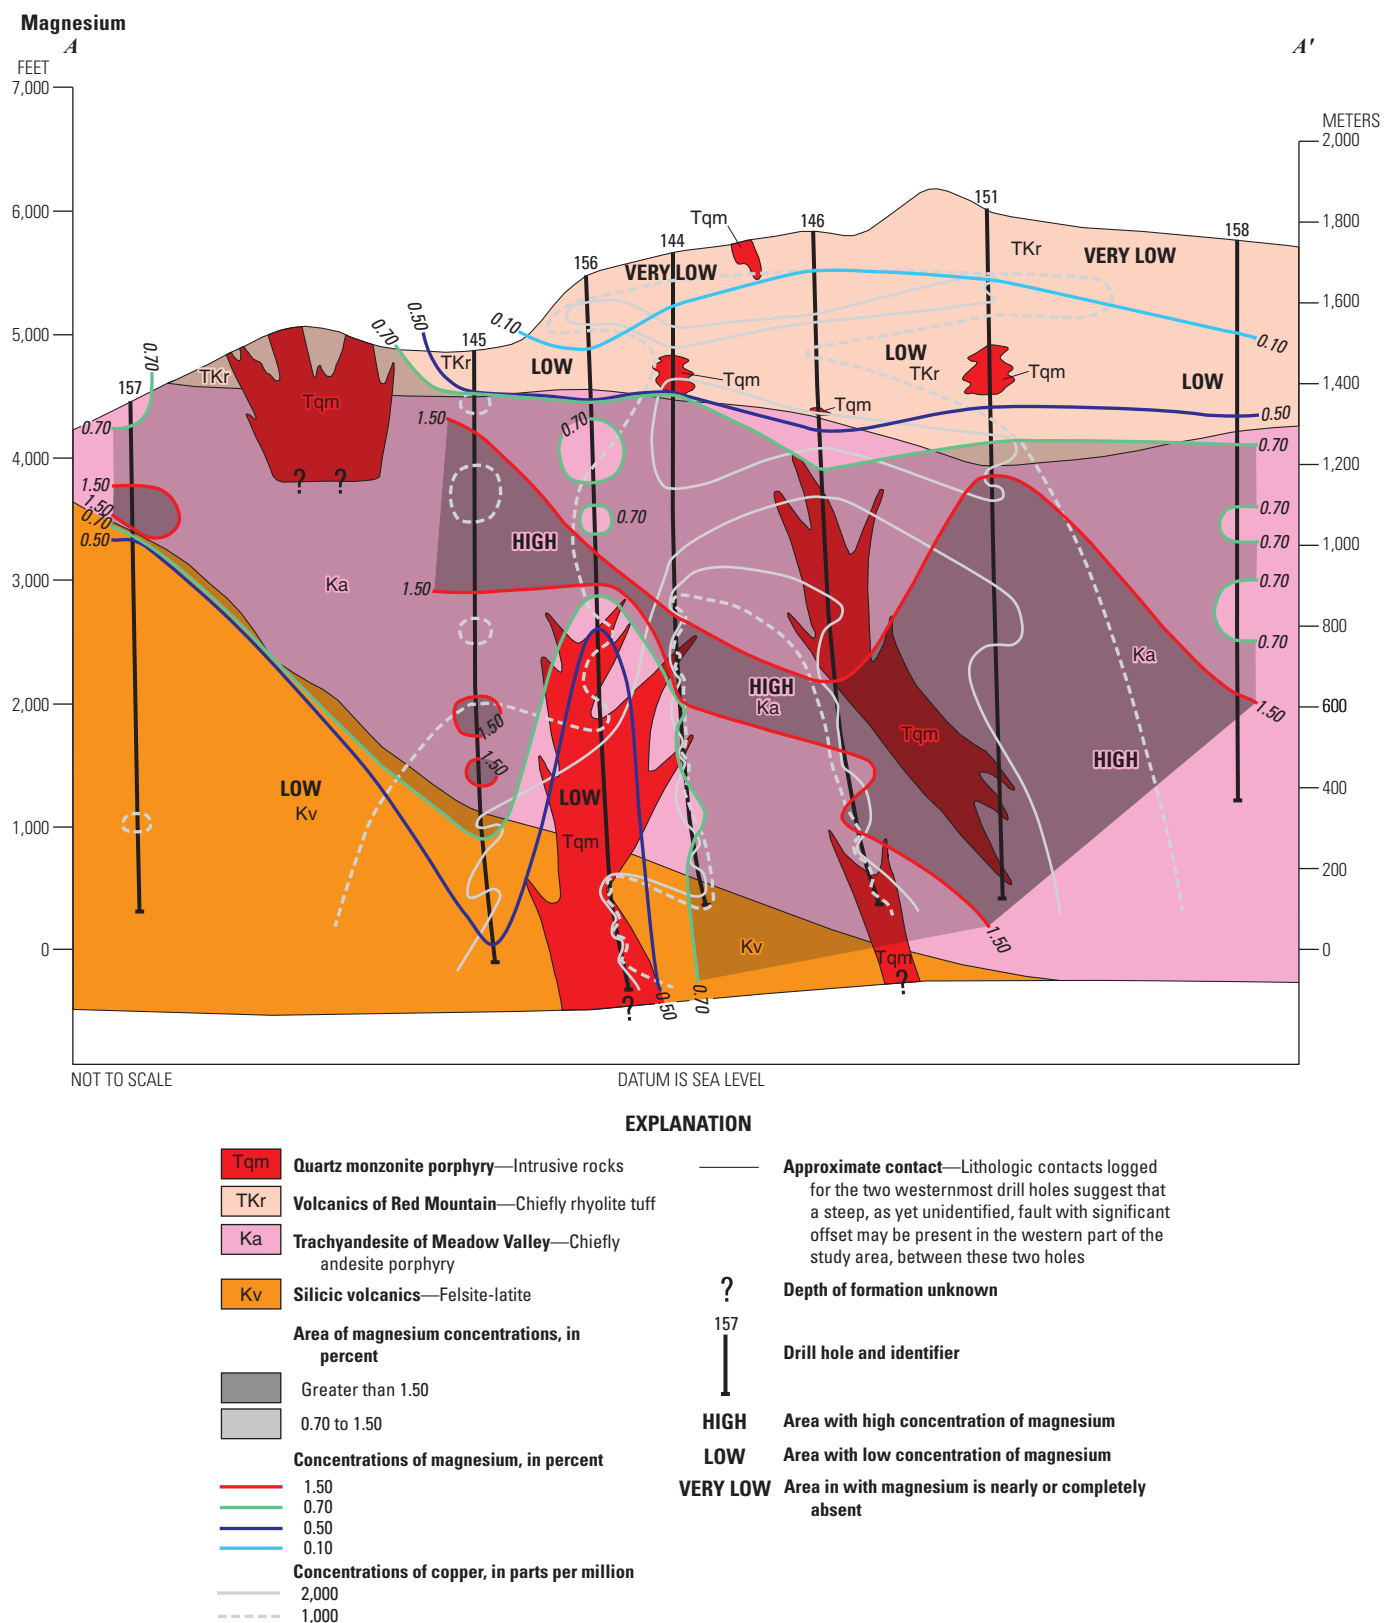 Magnesium
A
A'
FEET
7,000
METERS
2,000
6,000
5,000
4,000
3,000
2,000
1,000
0
1,800
1,600
1,400
1,200
1,000
800
600
400
200
0
157
145
156
144
146
151
158
Tqm
VERY LOW
TKr
VERY LOW
0.70
0.70
0.50
0.10
TKr
LOW
LOW
TKr
0.10
TKr
Tqm
Tqm
Tqm
LOW
Tqm
0.50
0.70
1.50
0.70
0.70
? ?
1.50
1.50
0.70
0.50
0.70
HIGH
0.70
0.70
Ka
1.50
0.70
0.70
Ka
HIGH
Ka
1.50
1.50
Tqm
1.50
HIGH
LOW
Kv
LOW
Tqm
Kv
1.50
Tqm
?
0.50
0.70
?
NOT TO SCALE
DATUM IS SEA LEVEL
EXPLANATION
Tqm
Quartz monzonite porphyry—Intrusive rocks
TKr
Volcanics of Red Mountain—Chiefly rhyolite tuff
Ka
Trachyandesite of Meadow Valley—Chiefly
andesite porphyry
Kv
Silicic volcanics—Felsite-latite
Area of magnesium concentrations, in
percent
Greater than 1.50
0.70 to 1.50
Concentrations of magnesium, in percent
1.50
0.70
0.50
0.10
Concentrations of copper, in parts per million
2,000
1,000
Approximate contact—Lithologic contacts logged
for the two westernmost drill holes suggest that
a steep, as yet unidentified, fault with significant
offset may be present in the western part of the
study area, between these two holes
?
Depth of formation unknown
157
Drill hole and identifier
HIGH
Area with high concentration of magnesium
LOW
Area with low concentration of magnesium
VERY LOW
Area in with magnesium is nearly or completely
absent